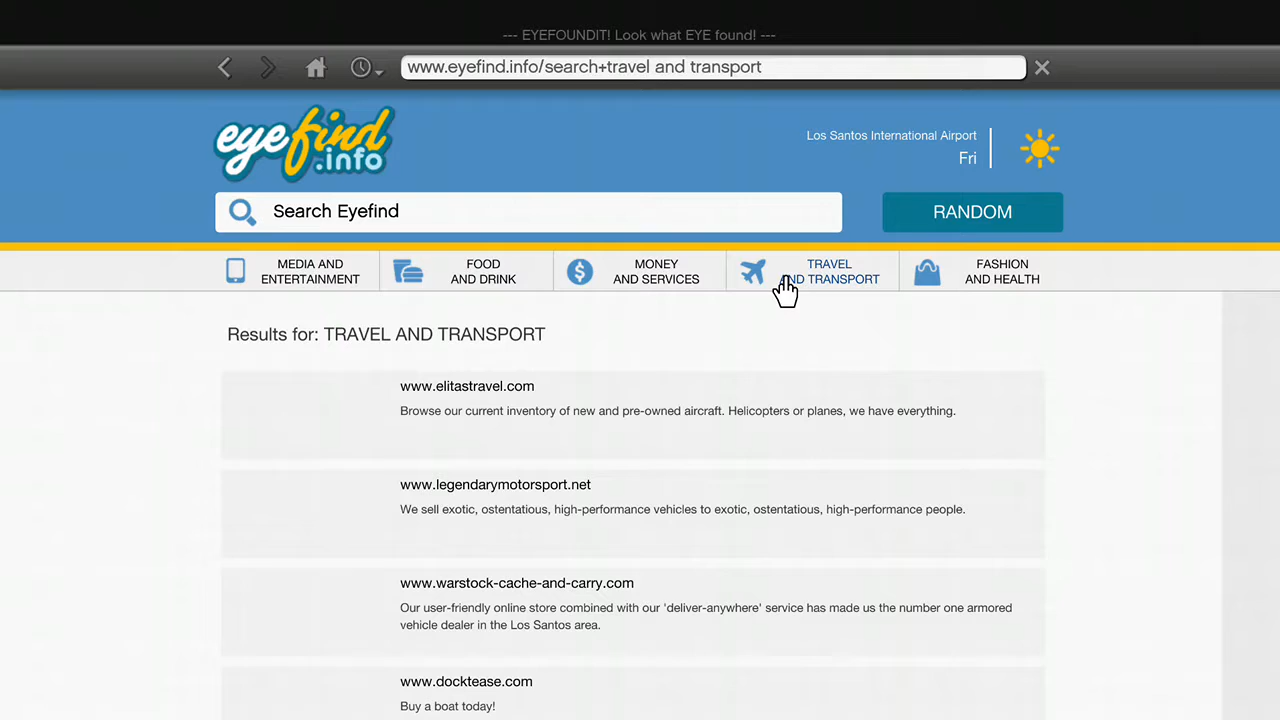 --- EYEFOUNDIT! Look what EYE found! ---
www.eyefind.info/search+travel and transport
eyefind
.info
Los Santos International Airport
Fri
Search Eyefind
RANDOM
MEDIA AND
ENTERTAINMENT
FOOD
AND DRINK
MONEY
AND SERVICES
TRAVEL
AND TRANSPORT
FASHION
AND HEALTH
Results for: TRAVEL AND TRANSPORT
www.elitastravel.com
Browse our current inventory of new and pre-owned aircraft. Helicopters or planes, we have everything.
www.legendarymotorsport.net
We sell exotic, ostentatious, high-performance vehicles to exotic, ostentatious, high-performance people.
www.warstock-cache-and-carry.com
Our user-friendly online store combined with our 'deliver-anywhere' service has made us the number one armored
vehicle dealer in the Los Santos area.
www.docktease.com
Buy a boat today!